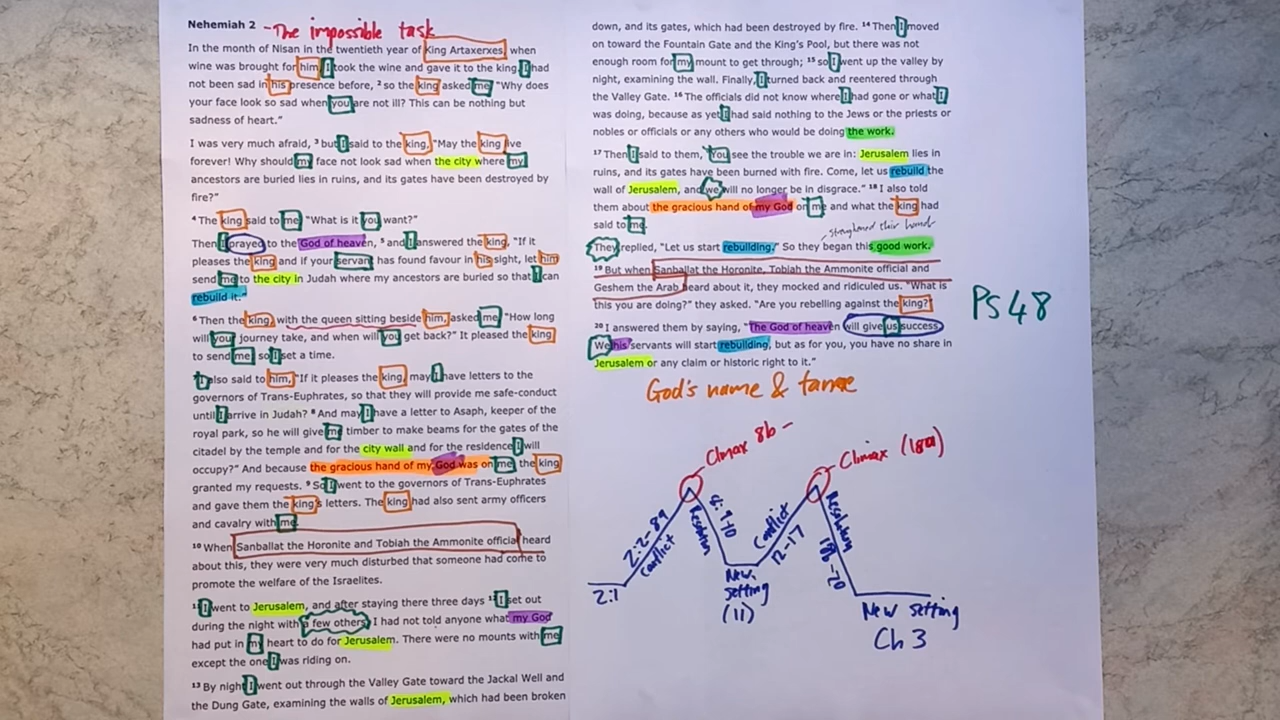 Nehemiah 2 - The impossible task
In the month of Nisan in the twentieth year of King Artaxerxes, when
wine was brought for him, I took the wine and gave it to the king. I had
not been sad in his presence before, ² so the king asked me, "Why does
your face look so sad when you are not ill? This can be nothing but
sadness of heart."
I was very much afraid, ³ but I said to the king, "May the king live
forever! Why should my face not look sad when the city where my
ancestors are buried lies in ruins, and its gates have been destroyed by
fire?"
⁴ The king said to me, "What is it you want?"
Then I prayed to the God of heaven, ⁵ and I answered the king, "If it
pleases the king and if your servant has found favour in his sight, let him
send me to the city in Judah where my ancestors are buried so that I can
rebuild it."
⁶ Then the king, with the queen sitting beside him, asked me, "How long
will your journey take, and when will you get back?" It pleased the king
to send me; so I set a time.
⁷ I also said to him, "If it pleases the king, may I have letters to the
governors of Trans-Euphrates, so that they will provide me safe-conduct
until I arrive in Judah? ⁸ And may I have a letter to Asaph, keeper of the
royal park, so he will give me timber to make beams for the gates of the
citadel by the temple and for the city wall and for the residence I will
occupy?" And because the gracious hand of my God was on me, the king
granted my requests. ⁹ So I went to the governors of Trans-Euphrates
and gave them the king's letters. The king had also sent army officers
and cavalry with me.
¹⁰ When Sanballat the Horonite and Tobiah the Ammonite official heard
about this, they were very much disturbed that someone had come to
promote the welfare of the Israelites.
¹¹ I went to Jerusalem, and after staying there three days ¹² I set out
during the night with a few others. I had not told anyone what my God
had put in my heart to do for Jerusalem. There were no mounts with me
except the one I was riding on.
¹³ By night I went out through the Valley Gate toward the Jackal Well and
the Dung Gate, examining the walls of Jerusalem, which had been broken
down, and its gates, which had been destroyed by fire. ¹⁴ Then I moved
on toward the Fountain Gate and the King's Pool, but there was not
enough room for my mount to get through; ¹⁵ so I went up the valley by
night, examining the wall. Finally, I turned back and reentered through
the Valley Gate. ¹⁶ The officials did not know where I had gone or what I
was doing, because as yet I had said nothing to the Jews or the priests or
nobles or officials or any others who would be doing the work.
¹⁷ Then I said to them, "You see the trouble we are in: Jerusalem lies in
ruins, and its gates have been burned with fire. Come, let us rebuild the
wall of Jerusalem, and we will no longer be in disgrace." ¹⁸ I also told
them about the gracious hand of my God on me and what the king had
said to me.
strengthened their hands
They replied, "Let us start rebuilding." So they began this good work.
¹⁹ But when Sanballat the Horonite, Tobiah the Ammonite official and
Geshem the Arab heard about it, they mocked and ridiculed us. "What is
this you are doing?" they asked. "Are you rebelling against the king?"
²⁰ I answered them by saying, "The God of heaven will give us success.
We his servants will start rebuilding, but as for you, you have no share in
Jerusalem or any claim or historic right to it."
Ps 48
God's name & fame
Climax 8b -
Climax (18a)
2:1
2:2-8a
Conflict
8:9-10
Resolution
New
setting
(11)
Conflict
12-17
Resolution
18b-20
New setting
Ch 3